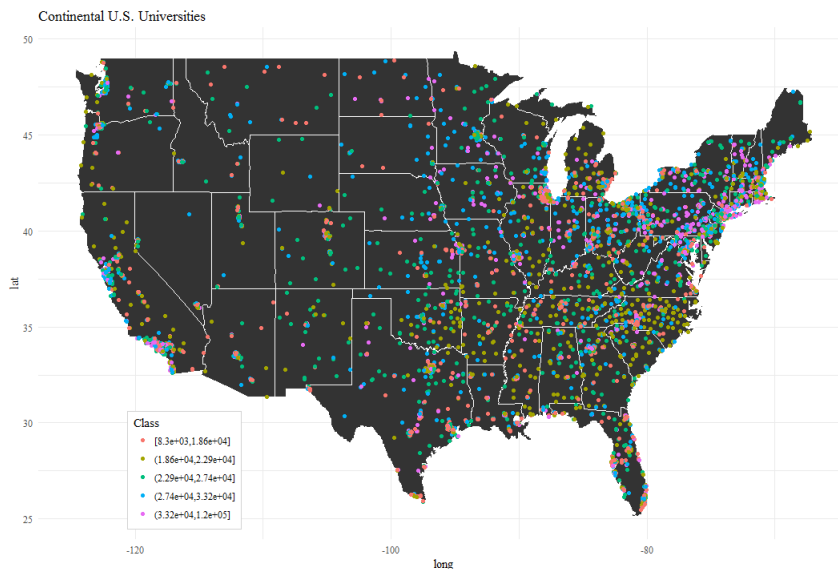 Continental U.S. Universities
50
45
40
35
30
25
lat
Class
[8.3e+03,1.86e+04]
(1.86e+04,2.29e+04]
(2.29e+04,2.74e+04]
(2.74e+04,3.32e+04]
(3.32e+04,1.2e+05]
-120
-100
-80
long